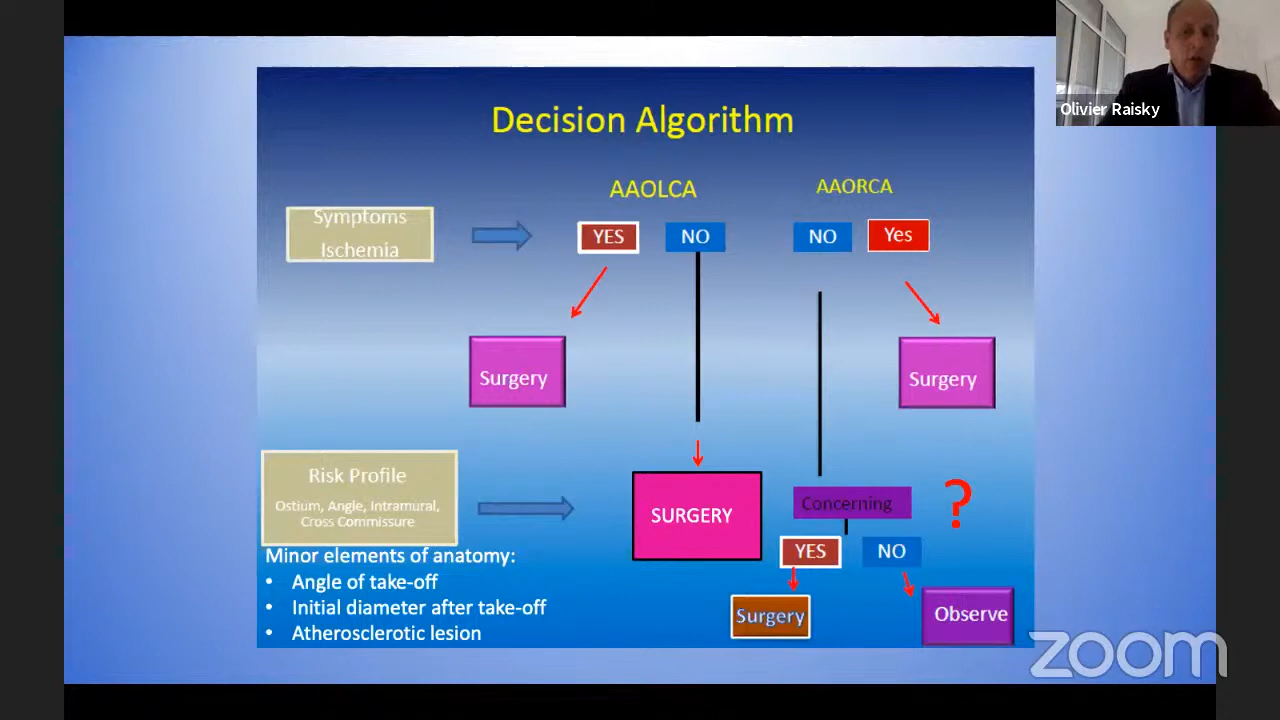 Olivier Raisky
Decision Algorithm
AAOLCA
AAORCA
Symptoms
Ischemia
YES
NO
NO
Yes
Surgery
Surgery
Risk Profile
Ostium, Angle, Intramural,
Cross Commissure
SURGERY
Concerning
?
YES
NO
Surgery
Observe
Minor elements of anatomy:
• Angle of take-off
• Initial diameter after take-off
• Atherosclerotic lesion
zoom